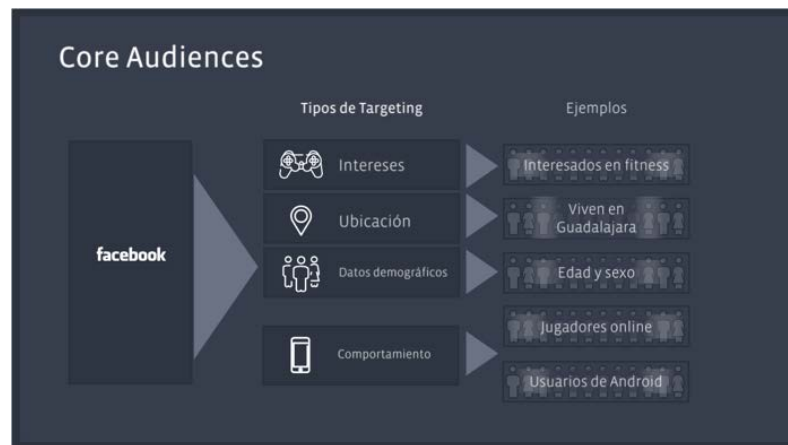 Core Audiences
Tipos de Targeting
Ejemplos
facebook
Intereses
Interesados en fitness
Ubicación
Viven en
Guadalajara
Datos demográficos
Edad y sexo
Comportamiento
Jugadores online
Usuarios de Android